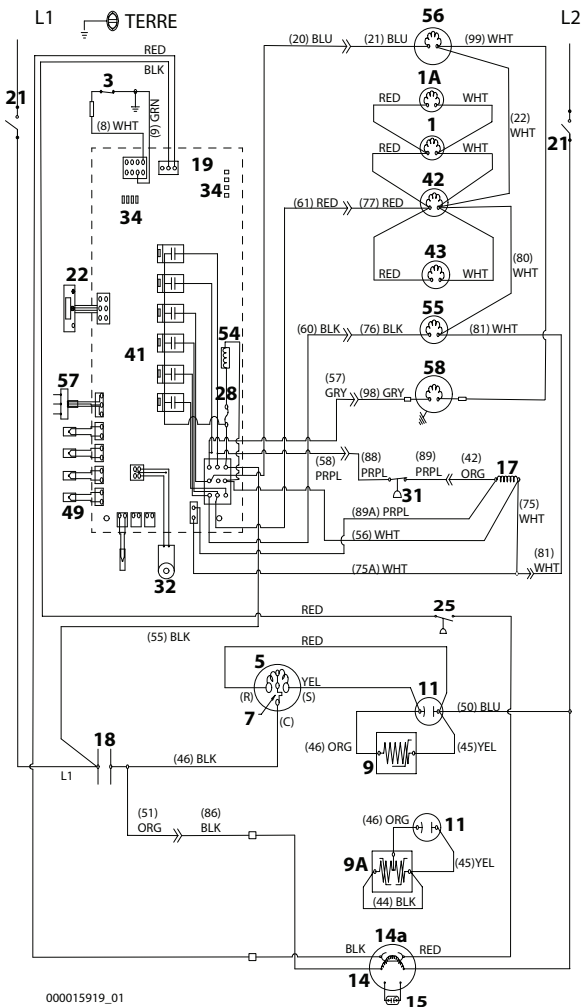 L1
TERRE
L2
56
(20) BLU
(21) BLU
(99) WHT
RED
BLK
21
3
(8) WHT
(9) GRN
1A
RED
WHT
(22)
WHT
1
RED
WHT
21
19
34
34
42
(61) RED
(77) RED
22
43
RED
WHT
(80)
WHT
55
(60) BLK
(76) BLK
(81) WHT
41
54
57
28
(57)
GRY
(98) GRY
58
(58)
PRPL
(88)
PRPL
(89)
PRPL
(42)
ORG
17
31
49
(89A) PRPL
(75)
WHT
(56) WHT
(81)
WHT
32
(75A) WHT
RED
25
(55) BLK
RED
5
YEL
11
(R)
(S)
7
(50) BLU
(C)
18
(46) BLK
(46) ORG
(45)YEL
9
L1
(51)
ORG
(86)
BLK
(46) ORG
11
9A
(45)YEL
(44) BLK
14a
BLK
RED
14
15
000015919_01